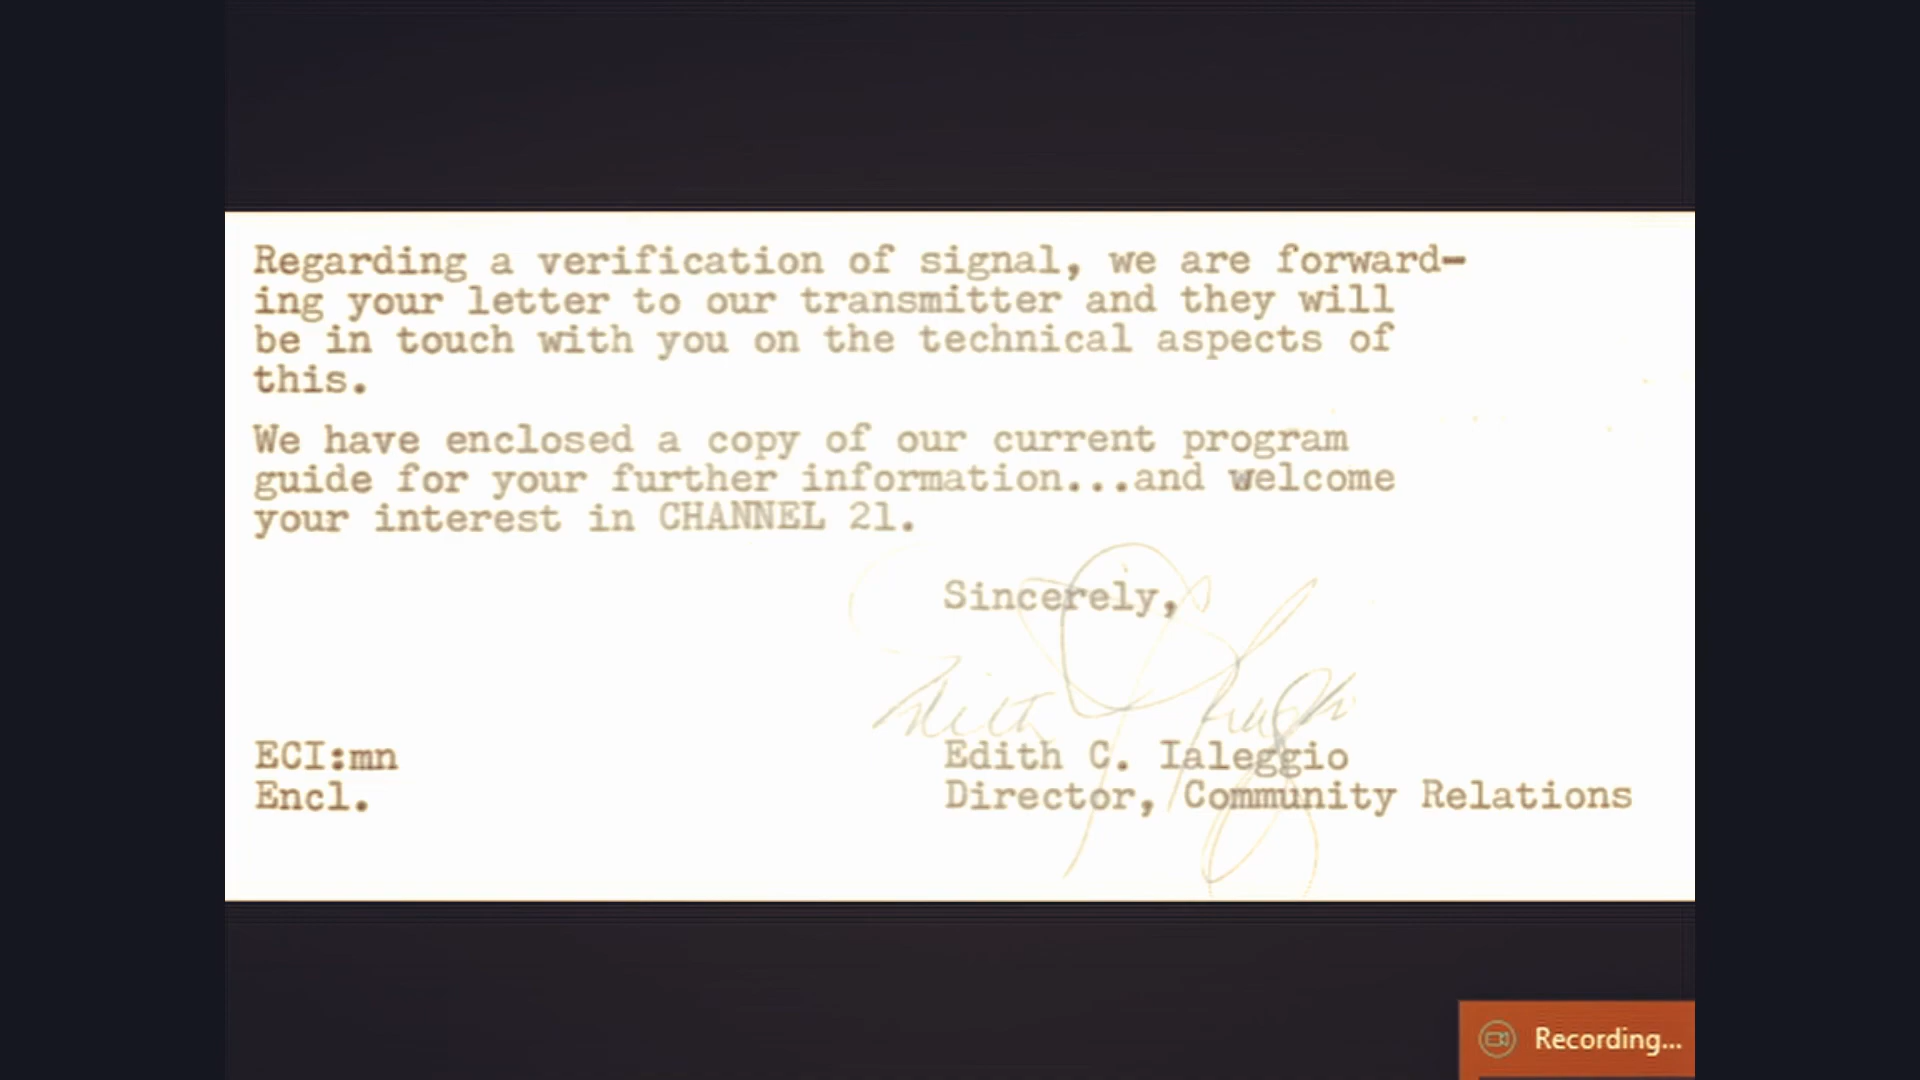 Regarding a verification of signal, we are forward-
ing your letter to our transmitter and they will
be in touch with you on the technical aspects of
this.
We have enclosed a copy of our current program
guide for your further information...and welcome
your interest in CHANNEL 21.
Sincerely,
Edith
ECI:mn
Edith C. Ialeggio
Encl.
Director, Community Relations
Recording...